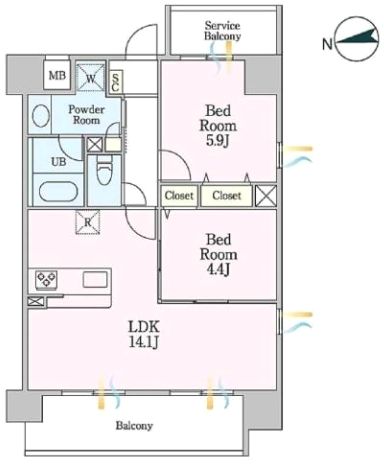 Service
Balcony
N
MB
W
S
C
Powder
Room
Bed
Room
5.9J
UB
Closet
Closet
R
Bed
Room
4.4J
LDK
14.1J
Balcony